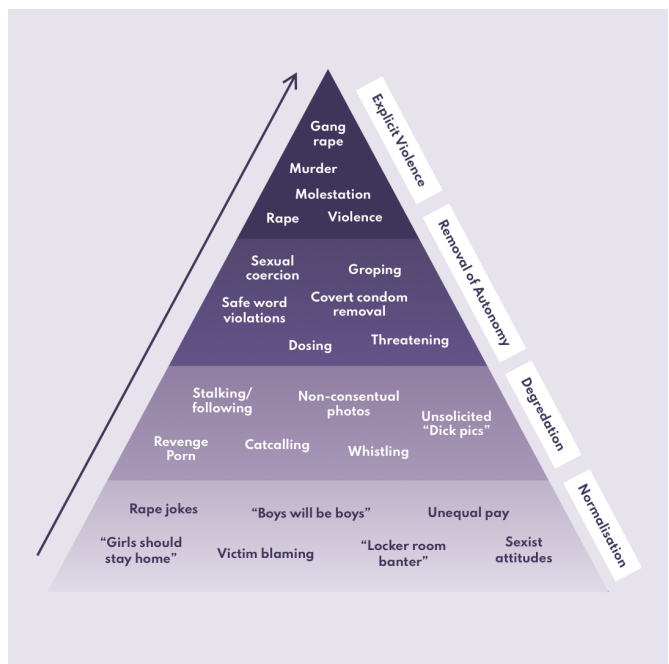 Gang
rape
Murder
Molestation
Rape
Violence
Explicit Violence
Sexual
coercion
Groping
Safe word
violations
Covert condom
removal
Dosing
Threatening
Removal of Autonomy
Stalking/
following
Non-consentual
photos
Unsolicited
“Dick pics”
Revenge
Porn
Catcalling
Whistling
Degredation
Rape jokes
“Boys will be boys”
Unequal pay
“Girls should
stay home”
Victim blaming
“Locker room
banter”
Sexist
attitudes
Normalisation